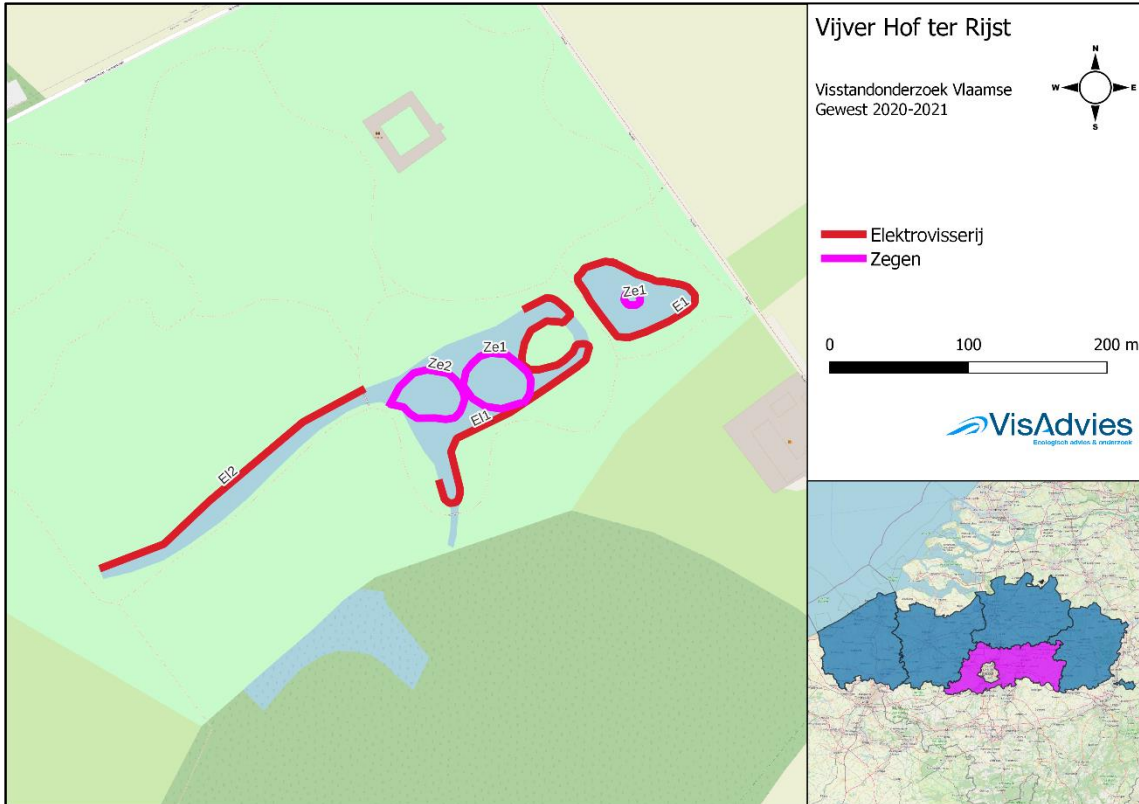 Vijver Hof ter Rijst
Visstandonderzoek Vlaamse
Gewest 2020-2021
N
W
E
S
Elektrovisserij
Zegen
0
100
200 m
VisAdvies
Ecologisch advies & onderzoek
Ze1
E1
Ze1
Ze2
El1
El2